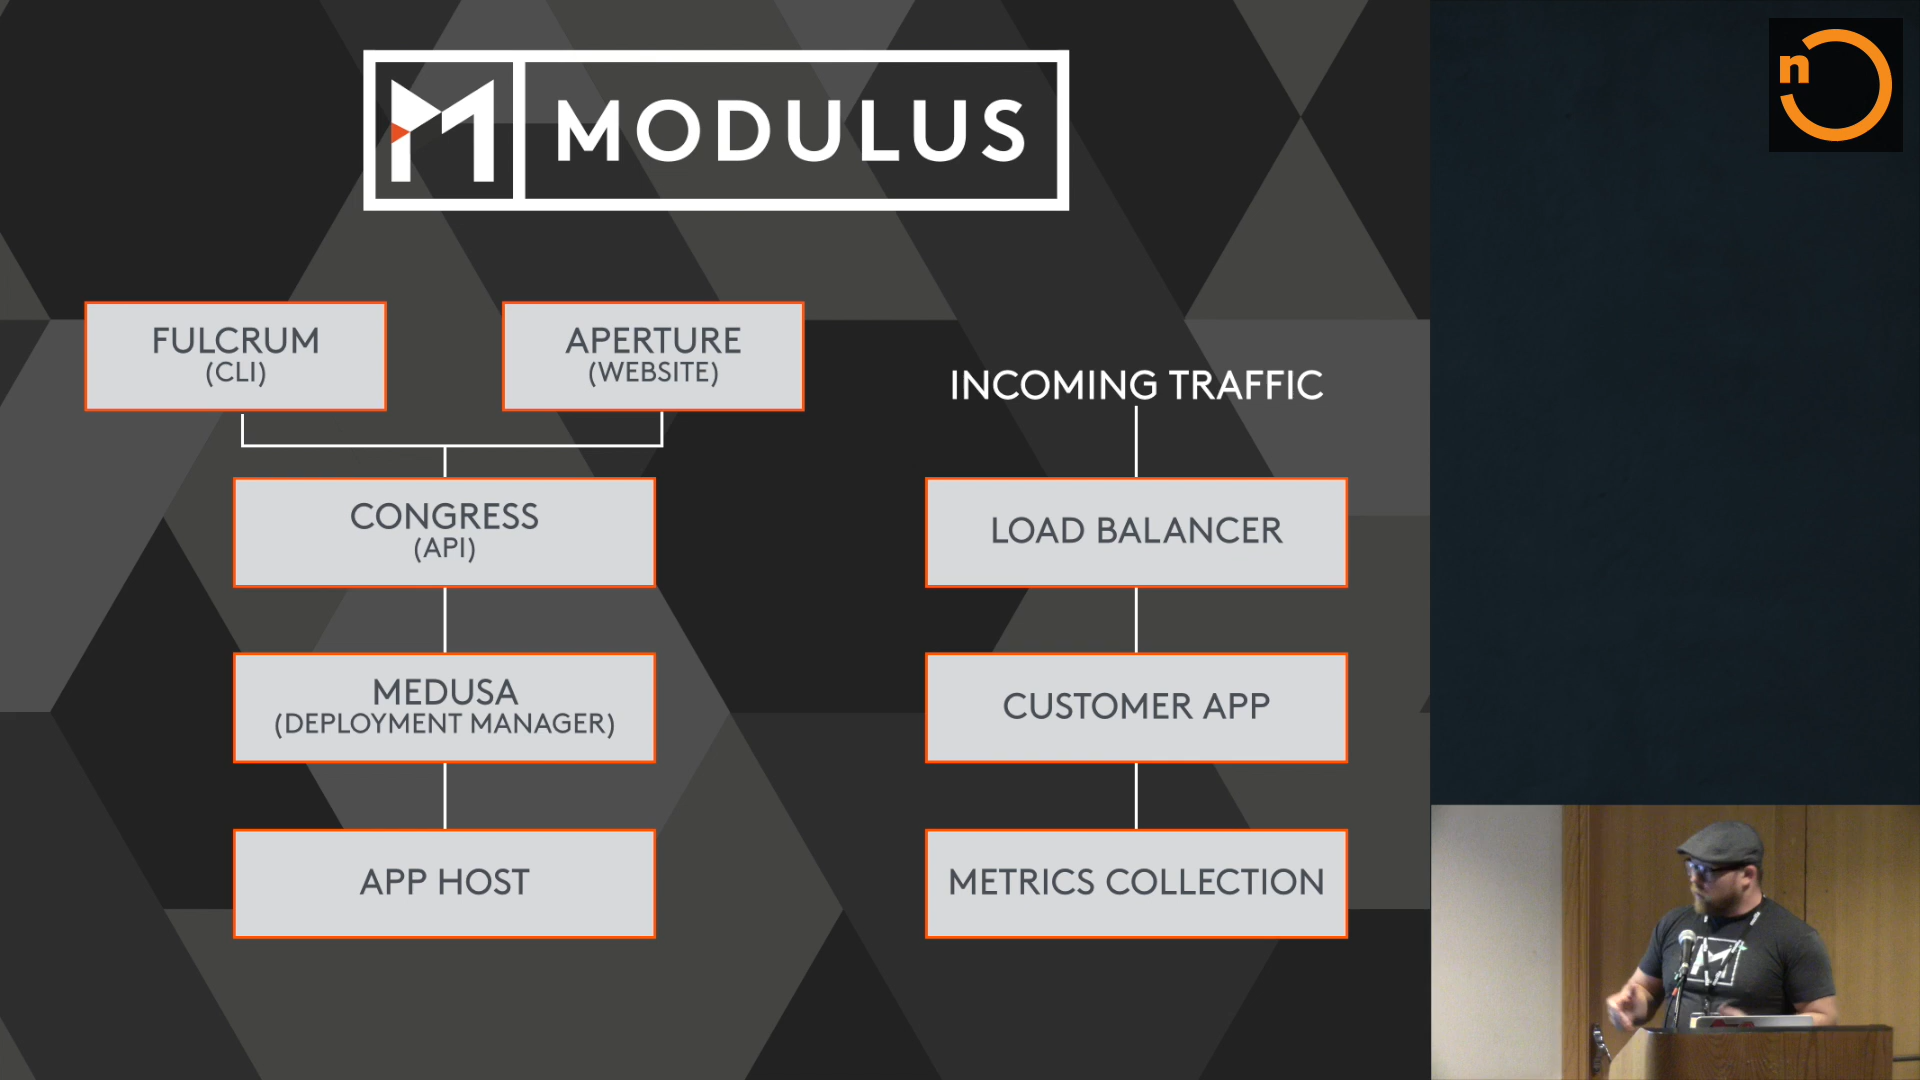 MODULUS
n
FULCRUM
(CLI)
APERTURE
(WEBSITE)
CONGRESS
(API)
MEDUSA
(DEPLOYMENT MANAGER)
APP HOST
INCOMING TRAFFIC
LOAD BALANCER
CUSTOMER APP
METRICS COLLECTION
M